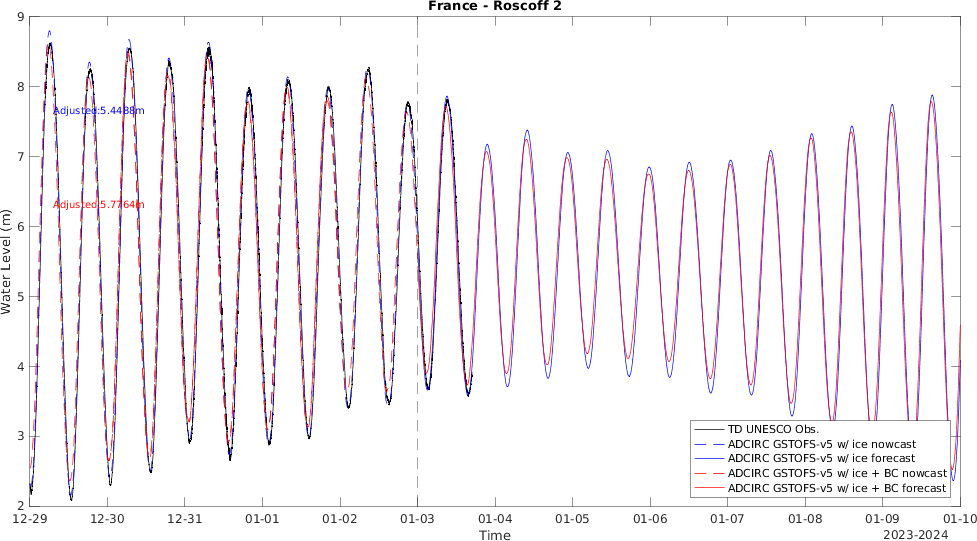 France - Roscoff 2
Water Level (m)
9
8
7
6
5
4
3
2
Adjusted:5.4488m
Adjusted:5.7764m
TD UNESCO Obs.
ADCIRC GSTOFS-v5 w/ ice nowcast
ADCIRC GSTOFS-v5 w/ ice forecast
ADCIRC GSTOFS-v5 w/ ice + BC nowcast
ADCIRC GSTOFS-v5 w/ ice + BC forecast
12-29 12-30 12-31 01-01 01-02 01-03 01-04 01-05 01-06 01-07 01-08 01-09 01-10
Time
2023-2024